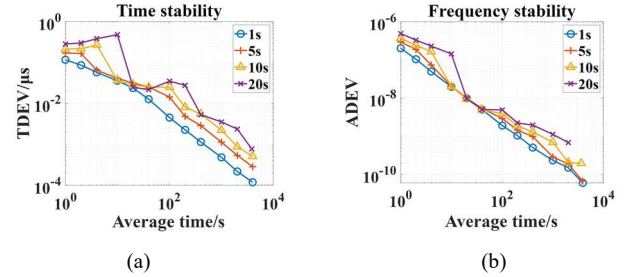 Time stability
10^0
10^-2
10^-4
TDEV/μs
1s
5s
10s
20s
10^0
10^2
10^4
Average time/s
(a)
Frequency stability
10^-6
10^-8
10^-10
ADEV
1s
5s
10s
20s
10^0
10^2
10^4
Average time/s
(b)